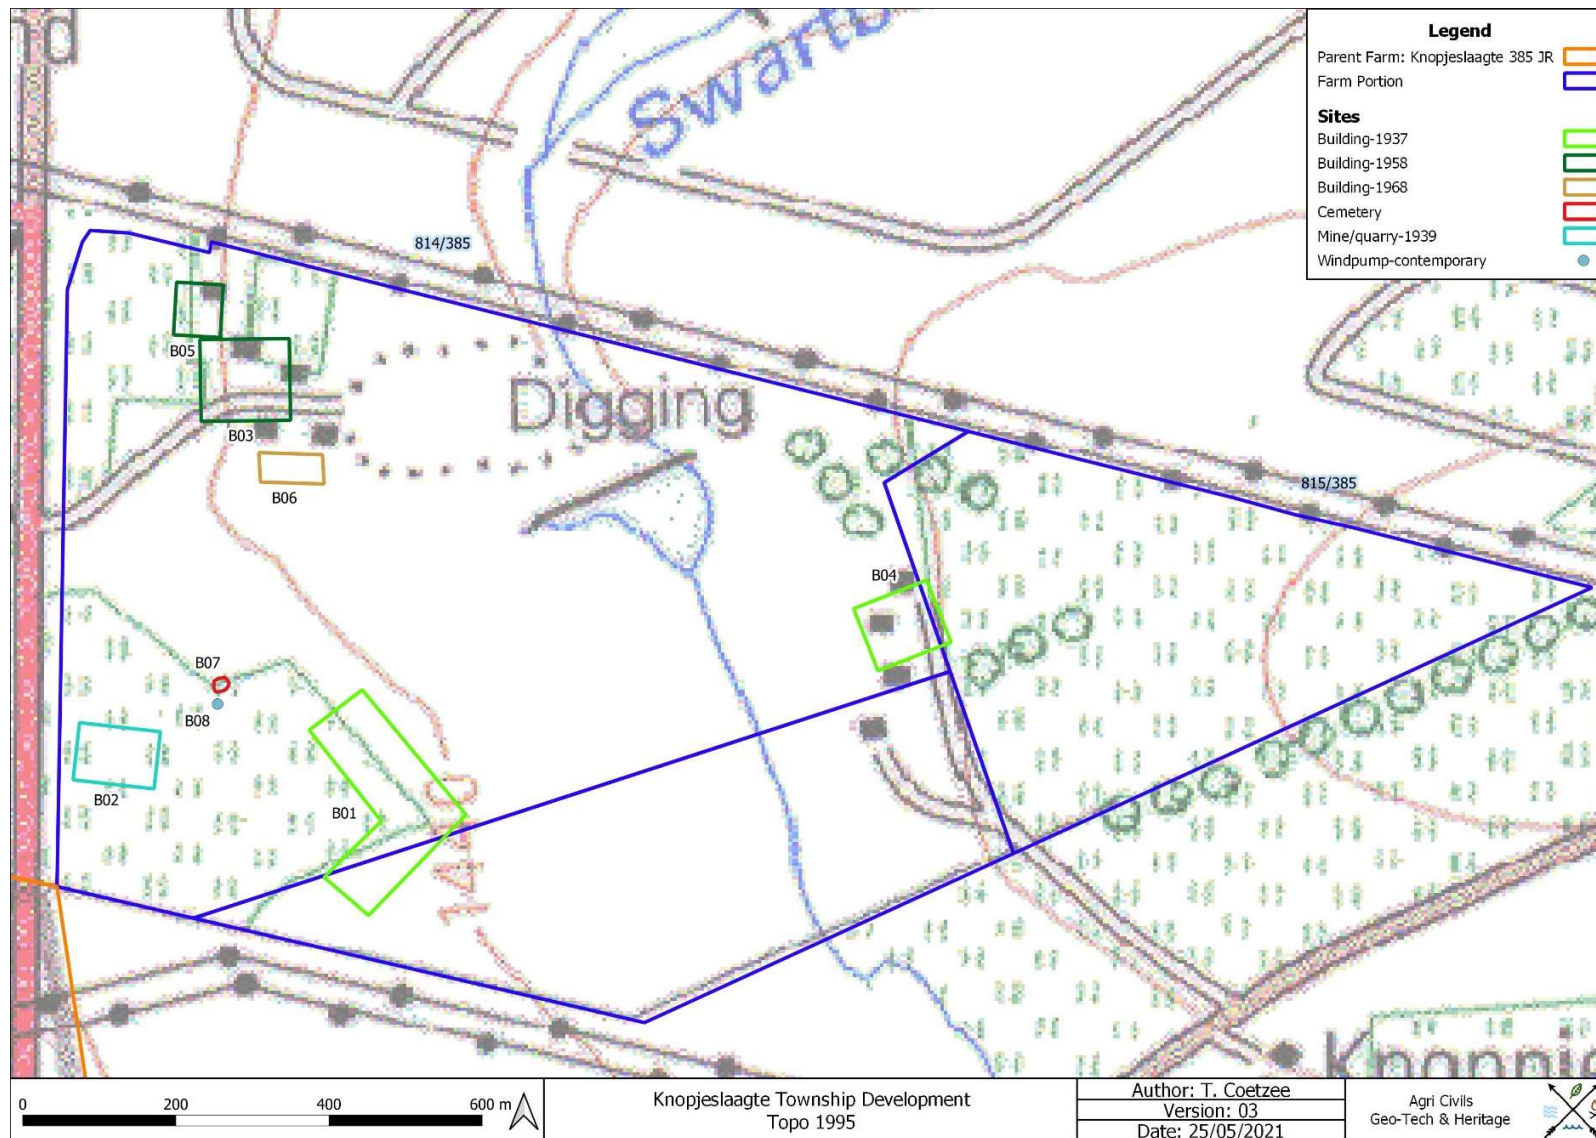 nd
Swartb
Legend
Parent Farm: Knopjeslaagte 385 JR
Farm Portion
Sites
Building-1937
Building-1958
Building-1968
Cemetery
Mine/quarry-1939
Windpump-contemporary
814/385
B05
Digging
B03
B06
815/385
B04
B07
B08
B02
B01
1440
Knoppie
0 200 400 600 m
Knopjeslaagte Township Development
Topo 1995
Author: T. Coetzee
Version: 03
Date: 25/05/2021
Agri Civils
Geo-Tech & Heritage